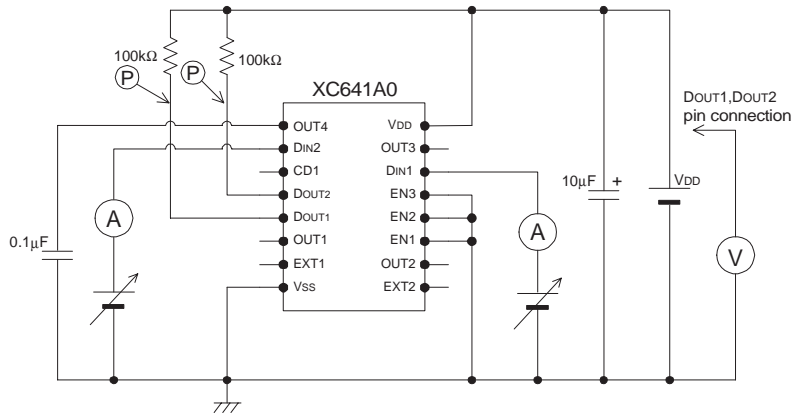 100kΩ
100kΩ
P
P
XC641A0
DOUT1,DOUT2
pin connection
OUT4
VDD
DIN2
OUT3
CD1
DIN1
DOUT2
EN3
DOUT1
EN2
OUT1
EN1
EXT1
OUT2
VSS
EXT2
A
A
0.1μF
10μF
+
VDD
V